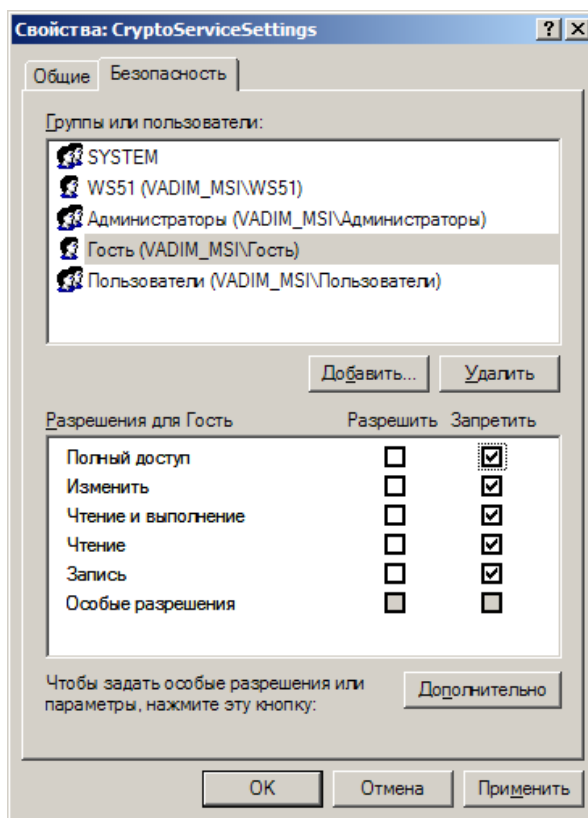 Свойства: CryptoServiceSettings
Общие Безопасность
Группы или пользователи:
SYSTEM
WS51 (VADIM_MSI\WS51)
Администраторы (VADIM_MSI\Администраторы)
Гость (VADIM_MSI\Гость)
Пользователи (VADIM_MSI\Пользователи)
Добавить... Удалить
Разрешения для Гость Разрешить Запретить
Полный доступ
Изменить
Чтение и выполнение
Чтение
Запись
Особые разрешения
Чтобы задать особые разрешения или
параметры, нажмите эту кнопку:
Дополнительно
OK Отмена Применить